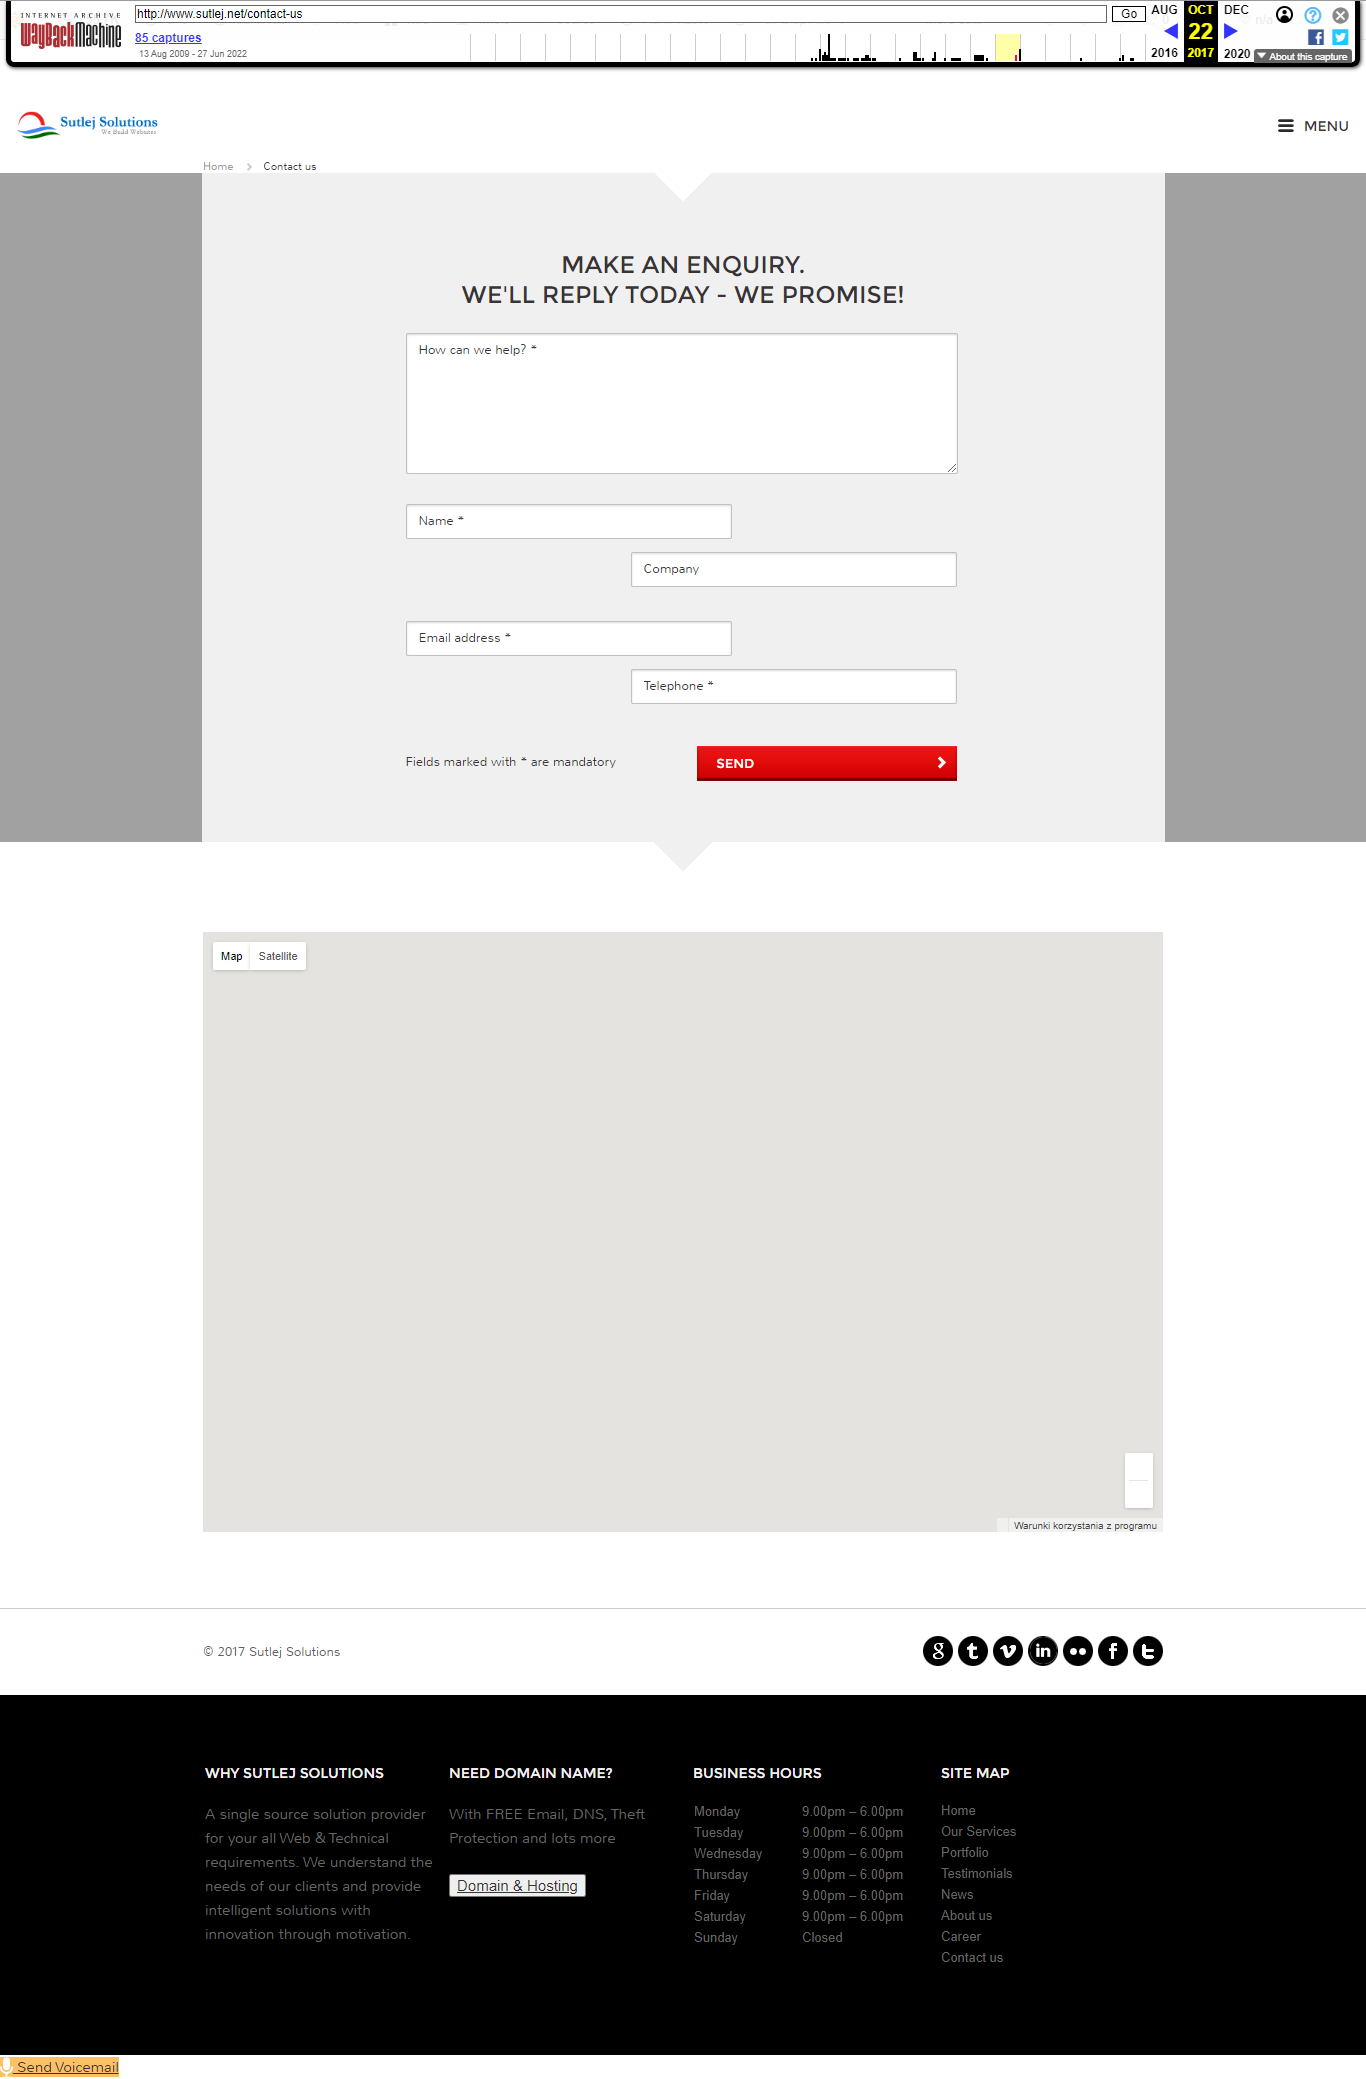 INTERNET ARCHIVE
WayBackMachine
http://www.sutlej.net/contact-us
Go
85 captures
13 Aug 2009 - 27 Jun 2022
AUG
OCT
DEC
22
2016
2017
2020
n/a
About this capture
Sutlej Solutions
We Build Websites
MENU
Home
Contact us
MAKE AN ENQUIRY.
WE'LL REPLY TODAY - WE PROMISE!
How can we help? *
Name *
Company
Email address *
Telephone *
Fields marked with * are mandatory
SEND
Map
Satellite
Warunki korzystania z programu
© 2017 Sutlej Solutions
WHY SUTLEJ SOLUTIONS
A single source solution provider
for your all Web & Technical
requirements. We understand the
needs of our clients and provide
intelligent solutions with
innovation through motivation.
NEED DOMAIN NAME?
With FREE Email, DNS, Theft
Protection and lots more
Domain & Hosting
BUSINESS HOURS
Monday 9.00pm – 6.00pm
Tuesday 9.00pm – 6.00pm
Wednesday 9.00pm – 6.00pm
Thursday 9.00pm – 6.00pm
Friday 9.00pm – 6.00pm
Saturday 9.00pm – 6.00pm
Sunday Closed
SITE MAP
Home
Our Services
Portfolio
Testimonials
News
About us
Career
Contact us
Send Voicemail